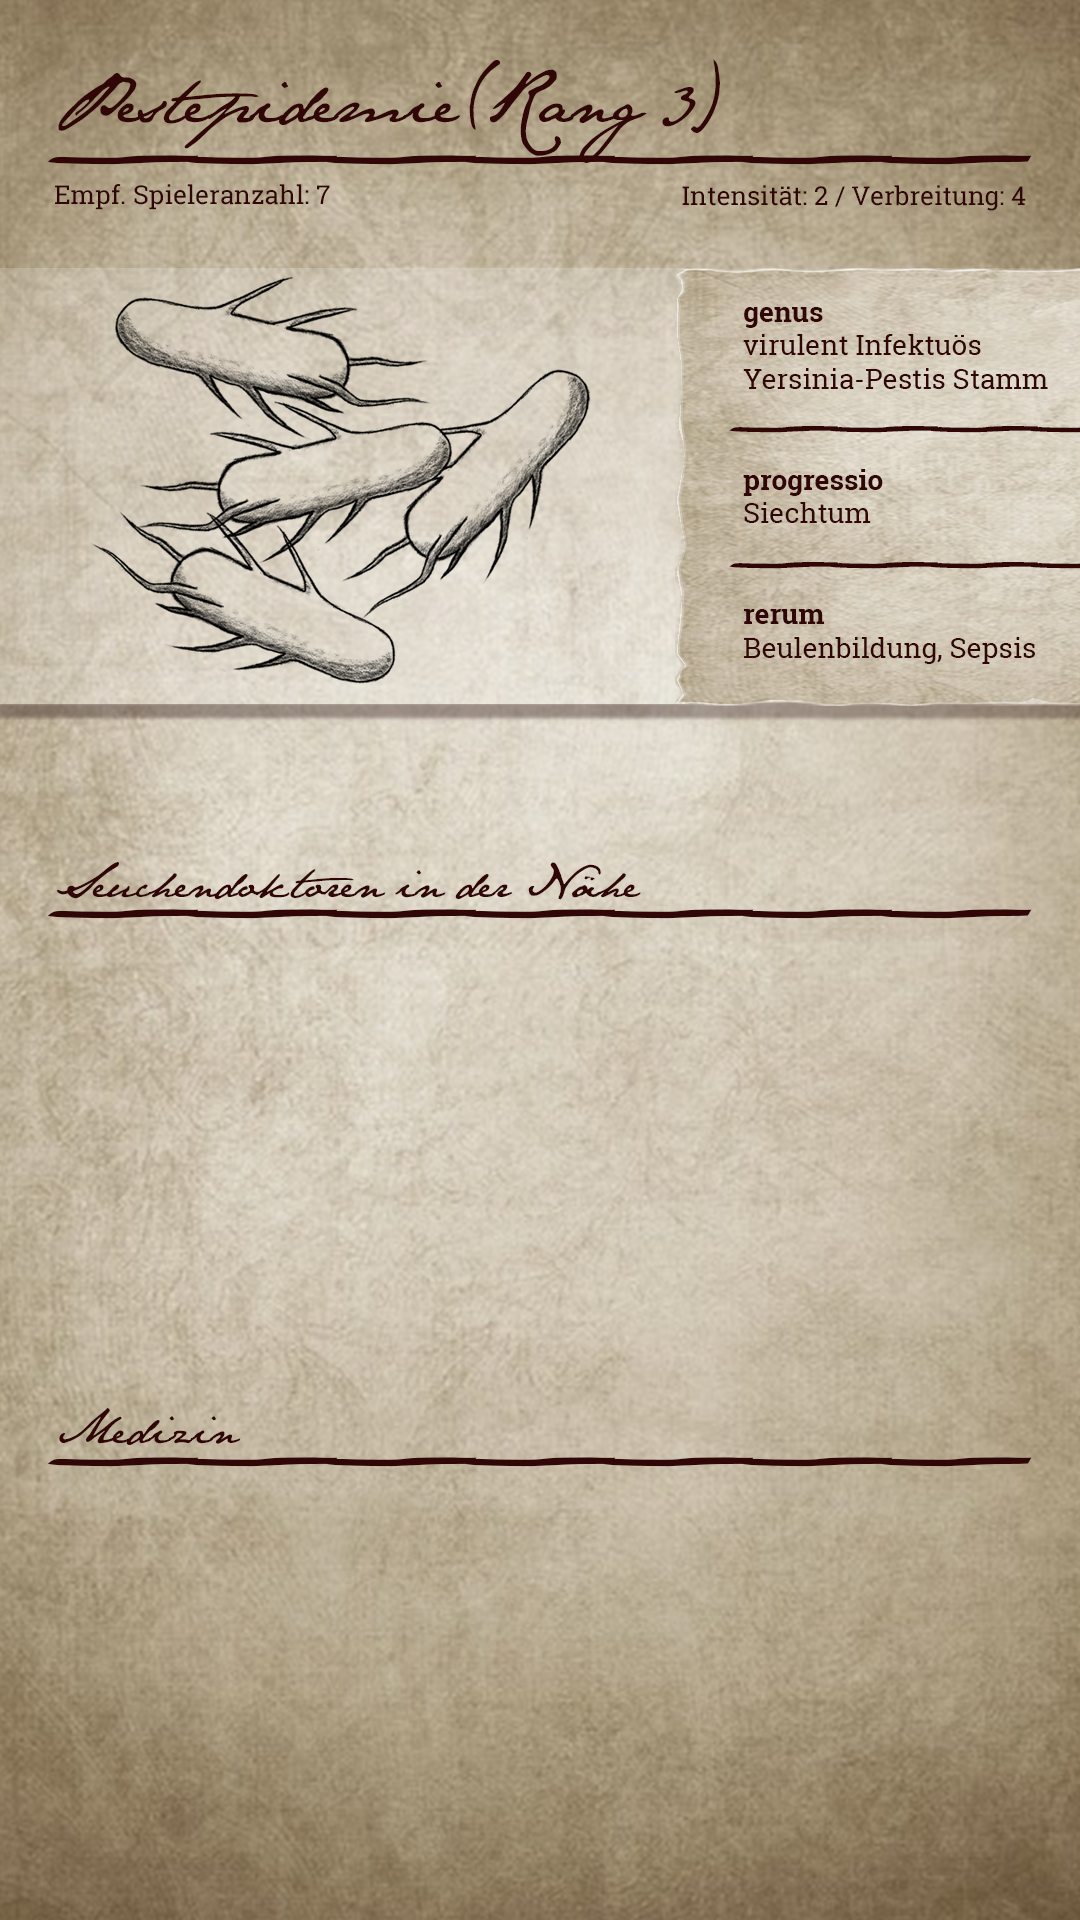 Pestepidemie (Rang 3)
Empf. Spieleranzahl: 7
Intensität: 2 / Verbreitung: 4
genus
virulent Infektuös
Yersinia-Pestis Stamm
progressio
Siechtum
rerum
Beulenbildung, Sepsis
Seuchendoktoren in der Nähe
Medizin